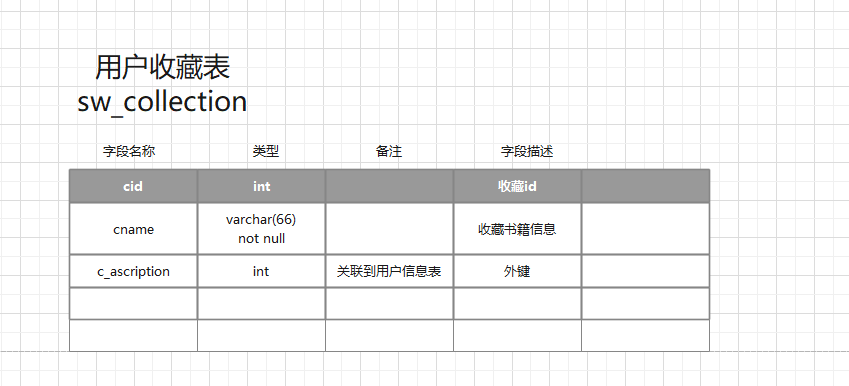 用户收藏表
sw_collection
字段名称 类型 备注 字段描述
cid int 收藏id
cname varchar(66) not null 收藏书籍信息
c_ascription int 关联到用户信息表 外键